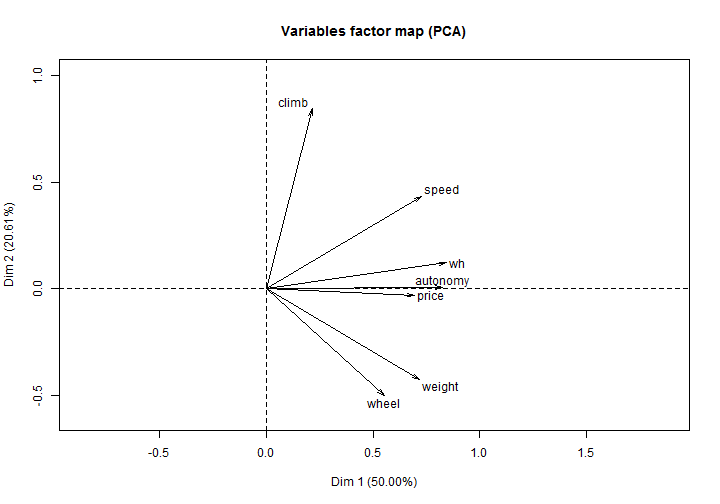 Variables factor map (PCA)
1.0
climb
0.5
speed
wh
autonomy
0.0
price
Dim 2 (20.61%)
weight
wheel
-0.5
-0.5
0.0
0.5
1.0
1.5
Dim 1 (50.00%)